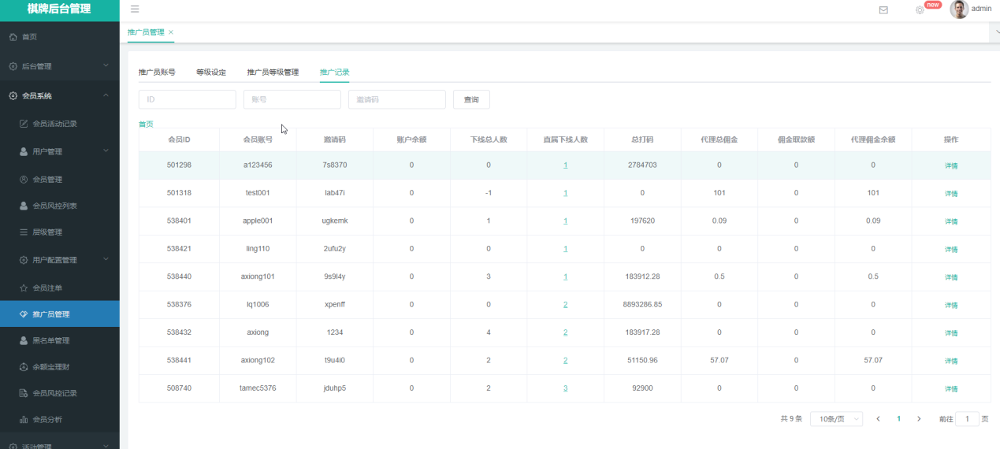 棋牌后台管理
new
admin
首页
后台管理
会员系统
会员活动记录
用户管理
会员管理
会员风控列表
层级管理
用户配置管理
会员注单
推广员管理
黑名单管理
余额宝理财
会员风控记录
会员分析
活动管理
推广员管理 ×
推广员账号 等级设定 推广员等级管理 推广记录
ID 账号 邀请码 查询
首页
会员ID 会员账号 邀请码 账户余额 下线总人数 直属下线人数 总打码 代理总佣金 佣金取款额 代理佣金余额 操作
501298 a123456 7s8370 0 0 1 2784703 0 0 0 详情
501318 test001 lab47i 0 -1 1 0 101 0 101 详情
538401 apple001 ugkemk 0 1 1 197620 0.09 0 0.09 详情
538421 ling110 2ufu2y 0 0 1 0 0 0 0 详情
538440 axiong101 9s9l4y 0 3 1 183912.28 0.5 0 0.5 详情
538376 lq1006 xpenff 0 0 2 8893286.85 0 0 0 详情
538432 axiong 1234 0 4 2 183917.28 0 0 0 详情
538441 axiong102 t9u4i0 0 2 2 51150.96 57.07 0 57.07 详情
508740 tamec5376 jduhp5 0 2 3 92900 0 0 0 详情
共 9 条 10条/页 1 前往 1 页